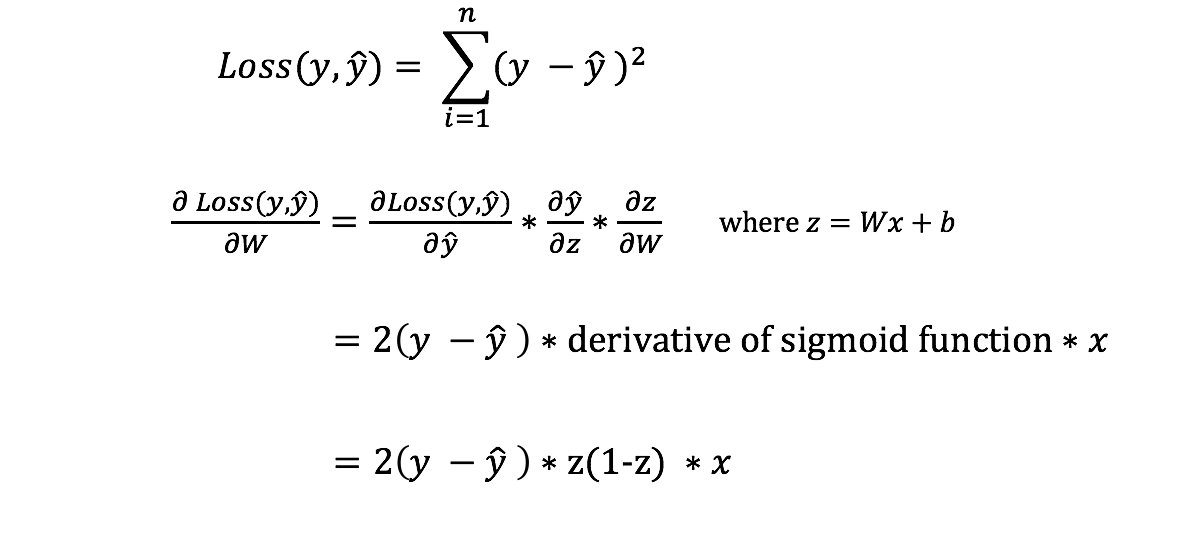 Loss(y, ŷ) = ∑_{i=1}^{n} (y − ŷ)²
∂ Loss(y,ŷ)/∂W = ∂Loss(y,ŷ)/∂ŷ * ∂ŷ/∂z * ∂z/∂W where z = Wx + b
= 2(y − ŷ) * derivative of sigmoid function * x
= 2(y − ŷ) * z(1-z) * x